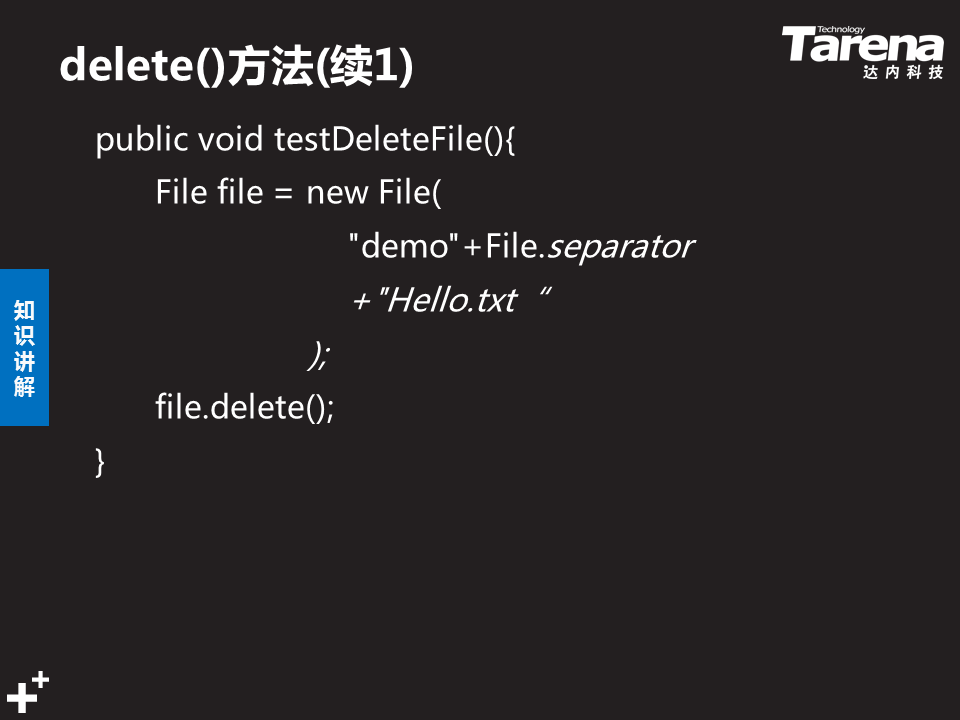 delete()方法(续1)
Technology
Tarena
达内科技
public void testDeleteFile(){
File file = new File(
"demo"+File.separator
+"Hello.txt“
);
file.delete();
}
知
识
讲
解